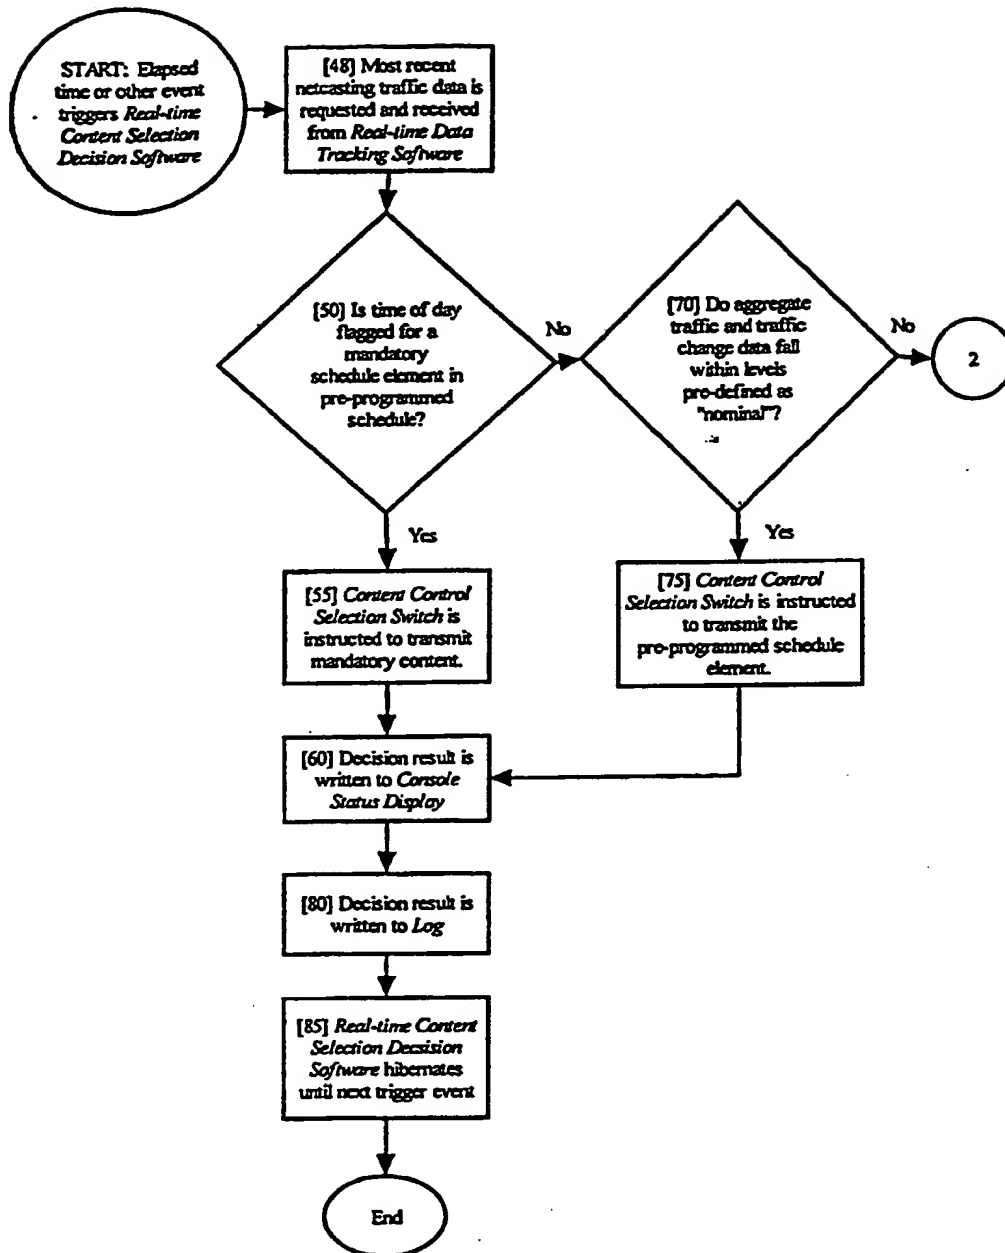 START: Elapsed
time or other event
triggers Real-time
Content Selection
Decision Software
[48] Most recent
netcasting traffic data is
requested and received
from Real-time Data
Tracking Software
[50] Is time of day
flagged for a
mandatory
schedule element in
pre-programmed
schedule?
No
[70] Do aggregate
traffic and traffic
change data fall
within levels
pre-defined as
"nominal"?
No
2
Yes
Yes
[55] Content Control
Selection Switch is
instructed to transmit
mandatory content.
[75] Content Control
Selection Switch is instructed
to transmit the
pre-programmed schedule
element.
[60] Decision result is
written to Console
Status Display
[80] Decision result is
written to Log
[85] Real-time Content
Selection Decsision
Software hibernates
until next trigger event
End